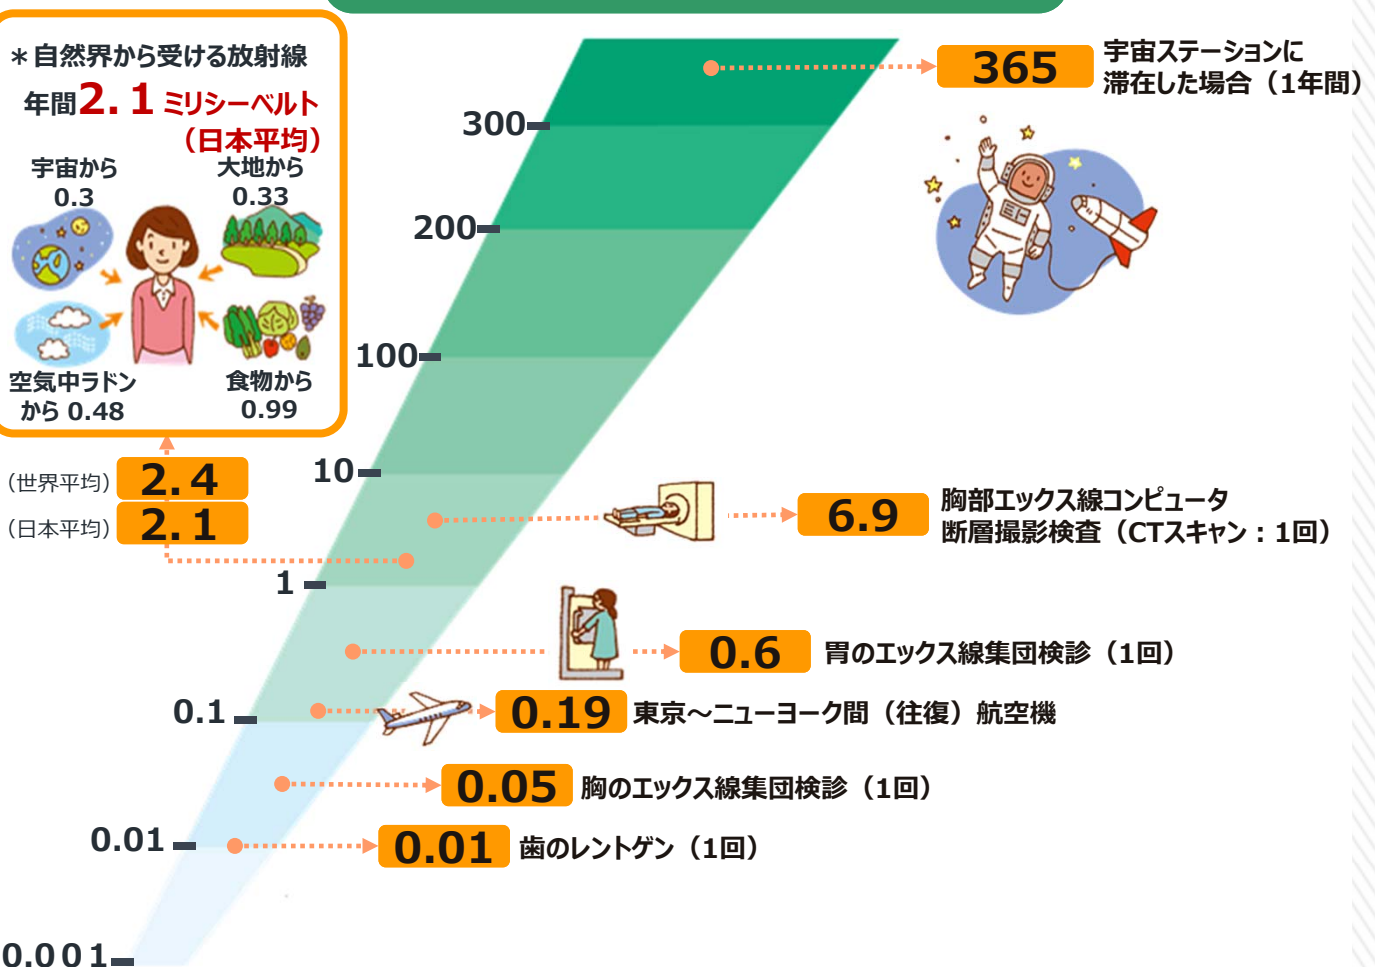 ＊自然界から受ける放射線
年間2.1ミリシーベルト
（日本平均）
宇宙から
0.3
大地から
0.33
空気中ラドン
から 0.48
食物から
0.99
（世界平均） 2.4
（日本平均） 2.1
300
200
100
10
1
0.1
0.01
0.001
365 宇宙ステーションに
滞在した場合（1年間）
6.9 胸部エックス線コンピュータ
断層撮影検査（CTスキャン：1回）
0.6 胃のエックス線集団検診（1回）
0.19 東京～ニューヨーク間（往復）航空機
0.05 胸のエックス線集団検診（1回）
0.01 歯のレントゲン（1回）